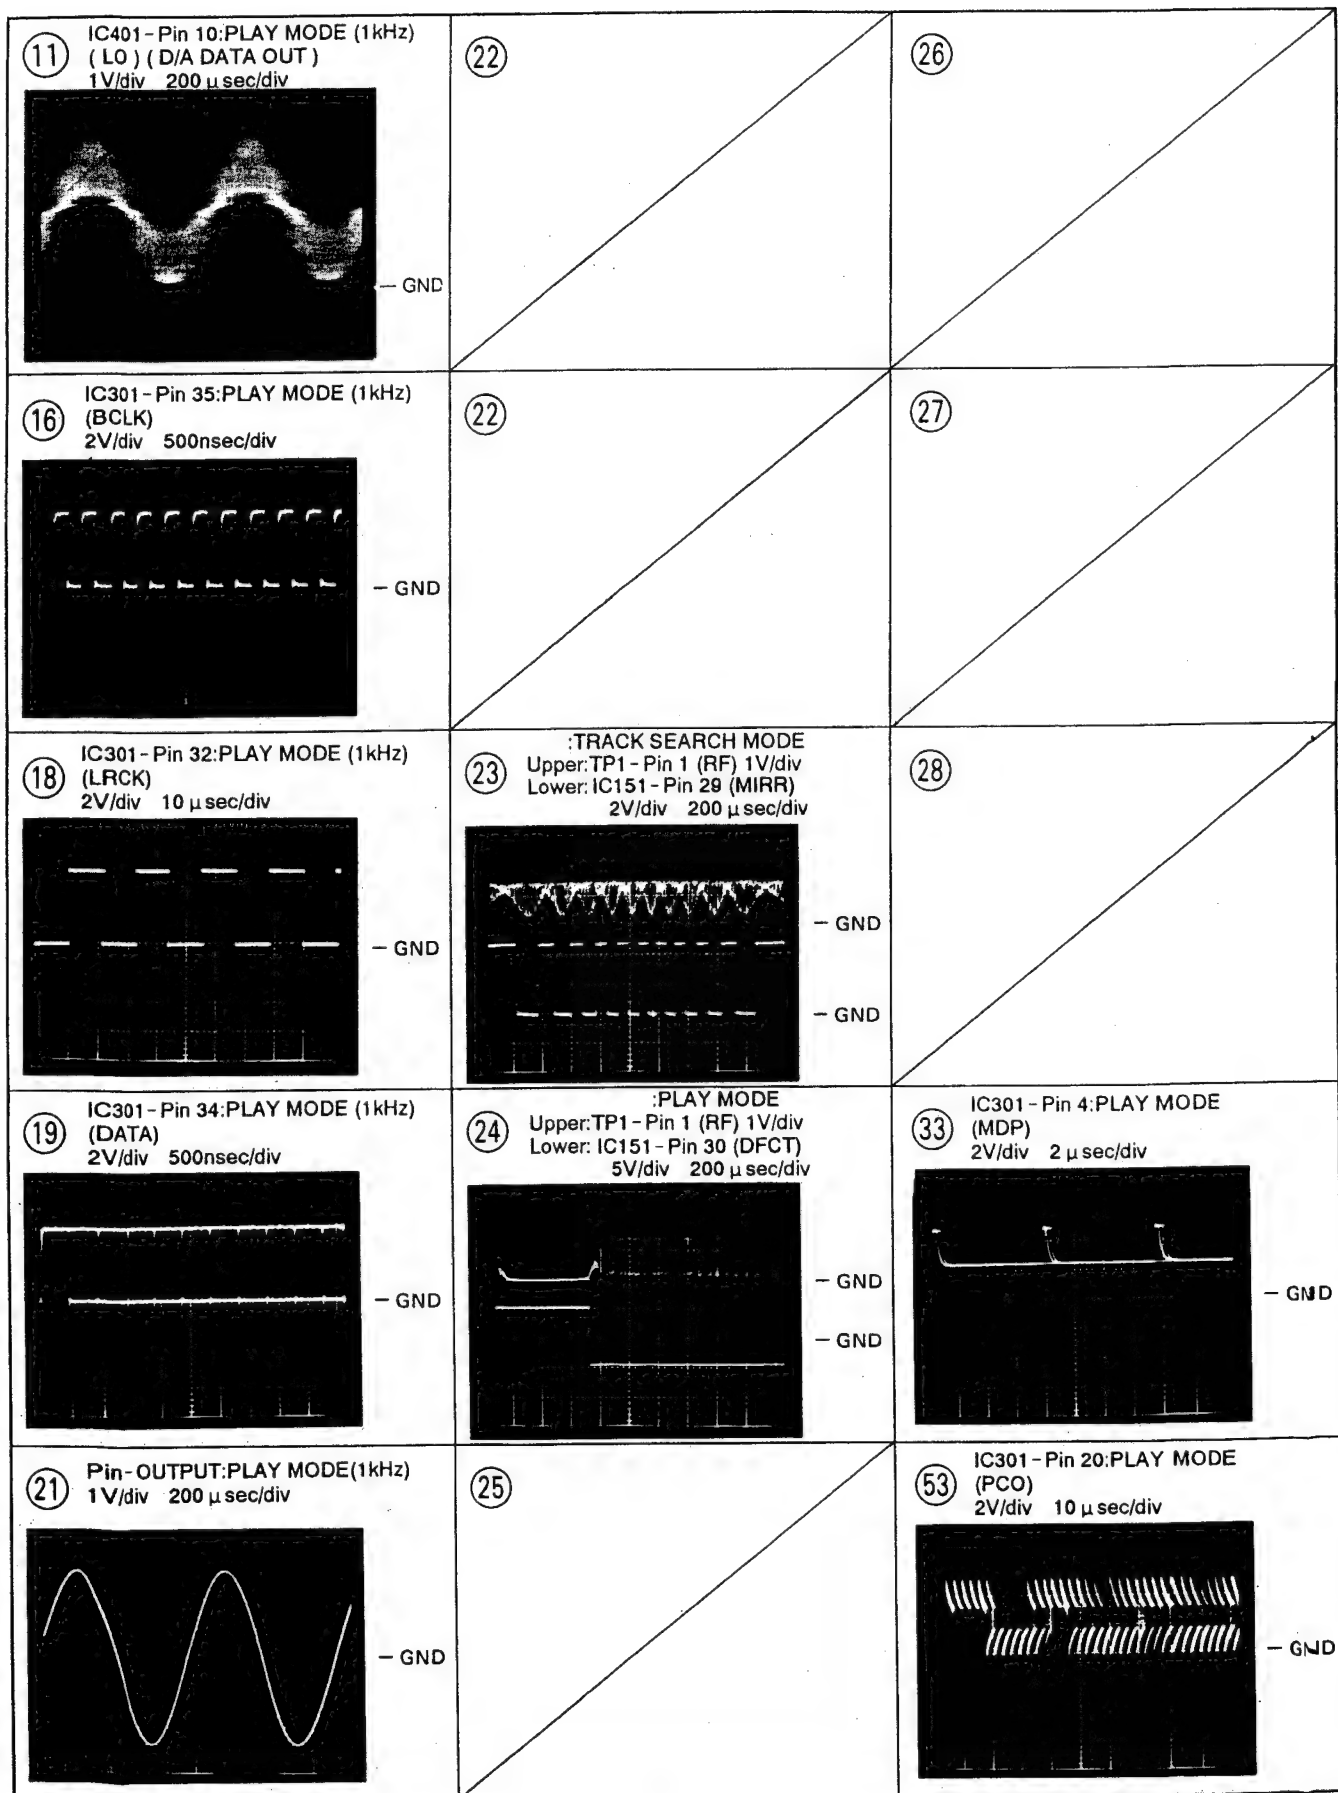 11
IC401-Pin 10:PLAY MODE (1kHz)
( LO ) ( D/A DATA OUT )
1V/div 200 μ sec/div
- GND
22
26
16
IC301-Pin 35:PLAY MODE (1kHz)
(BCLK)
2V/div 500nsec/div
- GND
22
27
18
IC301-Pin 32:PLAY MODE (1kHz)
(LRCK)
2V/div 10 μ sec/div
- GND
23
:TRACK SEARCH MODE
Upper:TP1-Pin 1 (RF) 1V/div
Lower: IC151-Pin 29 (MIRR)
2V/div 200 μ sec/div
- GND
- GND
28
19
IC301-Pin 34:PLAY MODE (1kHz)
(DATA)
2V/div 500nsec/div
- GND
24
:PLAY MODE
Upper:TP1-Pin 1 (RF) 1V/div
Lower: IC151-Pin 30 (DFCT)
5V/div 200 μ sec/div
- GND
- GND
33
IC301-Pin 4:PLAY MODE
(MDP)
2V/div 2 μ sec/div
- GND
21
Pin-OUTPUT:PLAY MODE(1kHz)
1V/div 200 μ sec/div
- GND
25
53
IC301-Pin 20:PLAY MODE
(PCO)
2V/div 10 μ sec/div
- GND